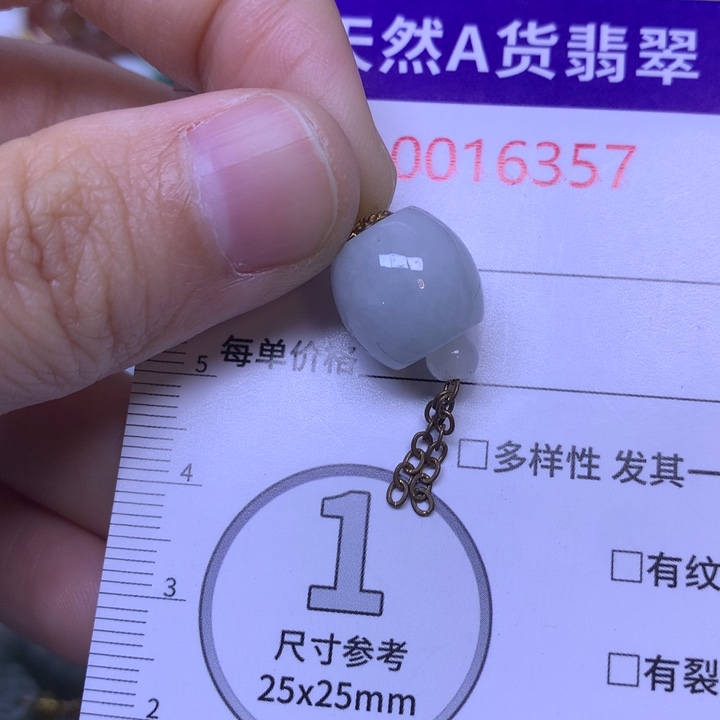 天然A货翡翠
0016357
每单价格
5
□多样性 发其一
4
1
□有纹
3
尺寸参考
□有裂
25x25mm
2